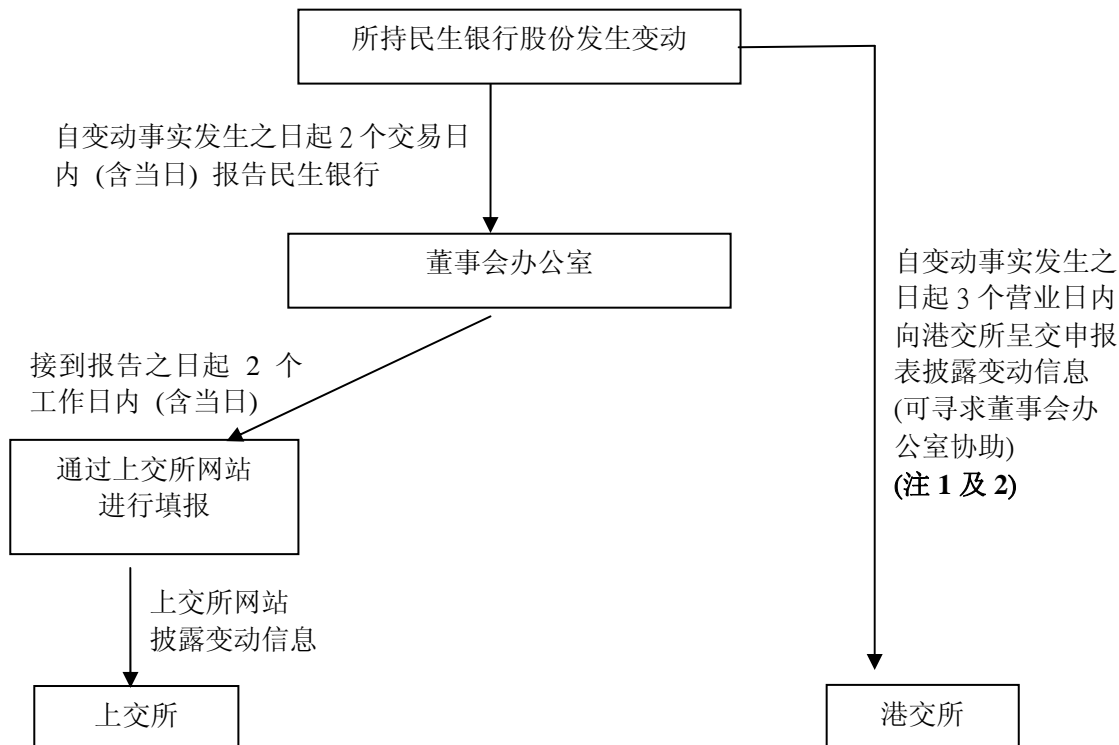 所持民生银行股份发生变动
自变动事实发生之日起 2 个交易日
内 (含当日) 报告民生银行
董事会办公室
自变动事实发生之
日起 3 个营业日内
向港交所呈交申报
表披露变动信息
(可寻求董事会办
公室协助)
(注 1 及 2)
接到报告之日起 2 个
工作日内 (含当日)
通过上交所网站
进行填报
上交所网站
披露变动信息
上交所
港交所